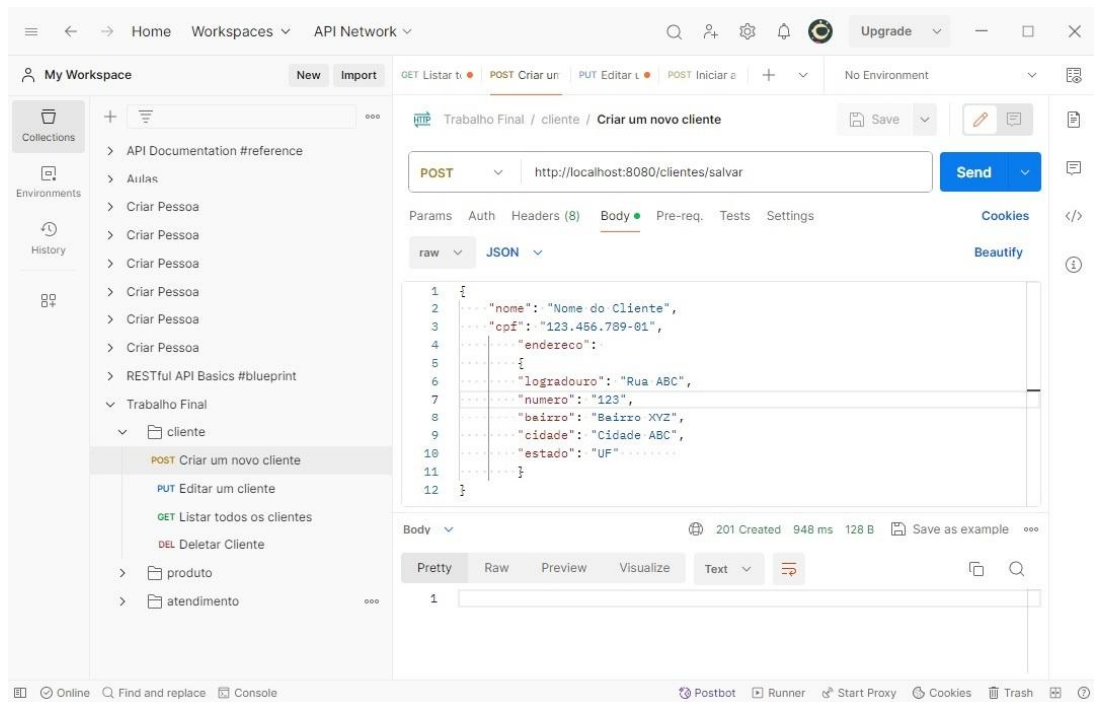 Home Workspaces API Network Upgrade
My Workspace New Import GET Listar t POST Criar un PUT Editar u POST Iniciar a No Environment
Collections
Environments
History
API Documentation #reference
Aulas
Criar Pessoa
Criar Pessoa
Criar Pessoa
Criar Pessoa
Criar Pessoa
Criar Pessoa
RESTful API Basics #blueprint
Trabalho Final
cliente
POST Criar um novo cliente
PUT Editar um cliente
GET Listar todos os clientes
DEL Deletar Cliente
produto
atendimento
HTTP Trabalho Final / cliente / Criar um novo cliente Save
POST http://localhost:8080/clientes/salvar Send
Params Auth Headers (8) Body Pre-req. Tests Settings Cookies
raw JSON Beautify
1 {
2 "nome": "Nome do Cliente",
3 "cpf": "123.456.789-01",
4 "endereco":
5 {
6 "logradouro": "Rua ABC",
7 "numero": "123",
8 "bairro": "Bairro XYZ",
9 "cidade": "Cidade ABC",
10 "estado": "UF"
11 }
12 }
Body 201 Created 948 ms 128 B Save as example
Pretty Raw Preview Visualize Text
1
Online Find and replace Console Postbot Runner Start Proxy Cookies Trash